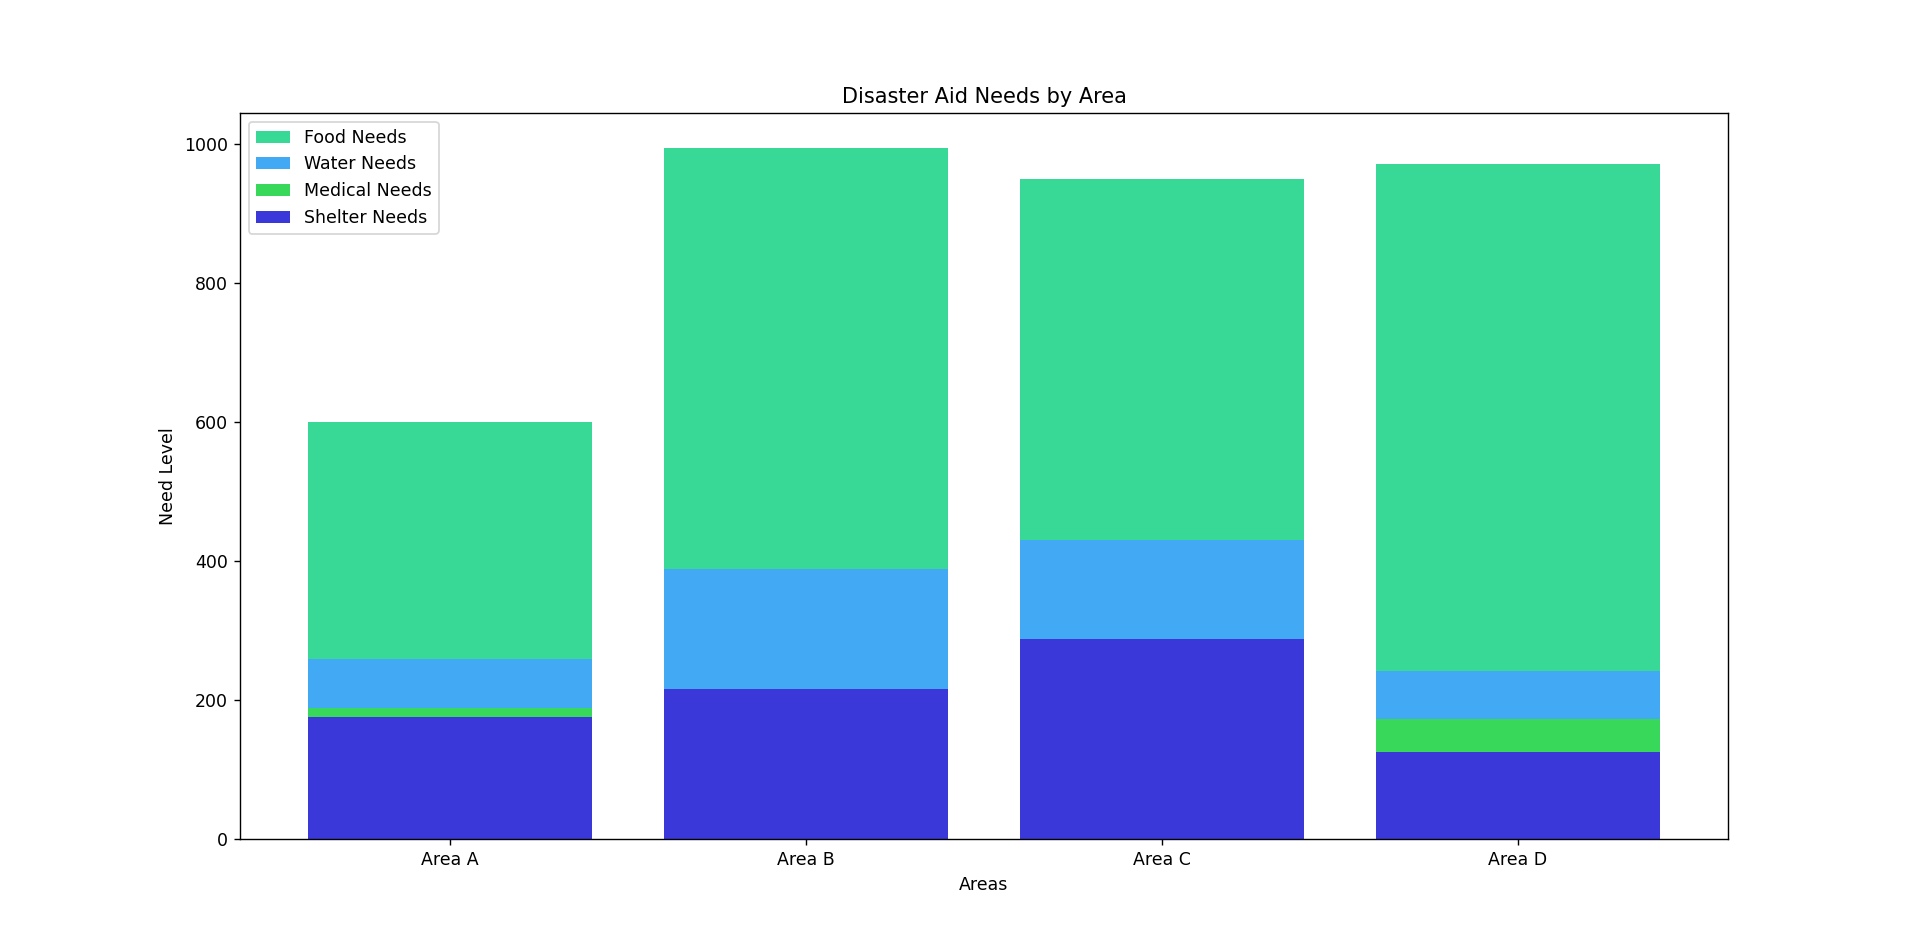 Disaster Aid Needs by Area
Food Needs
Water Needs
Medical Needs
Shelter Needs
1000
800
600
400
200
0
Need Level
Area A
Area B
Area C
Area D
Areas